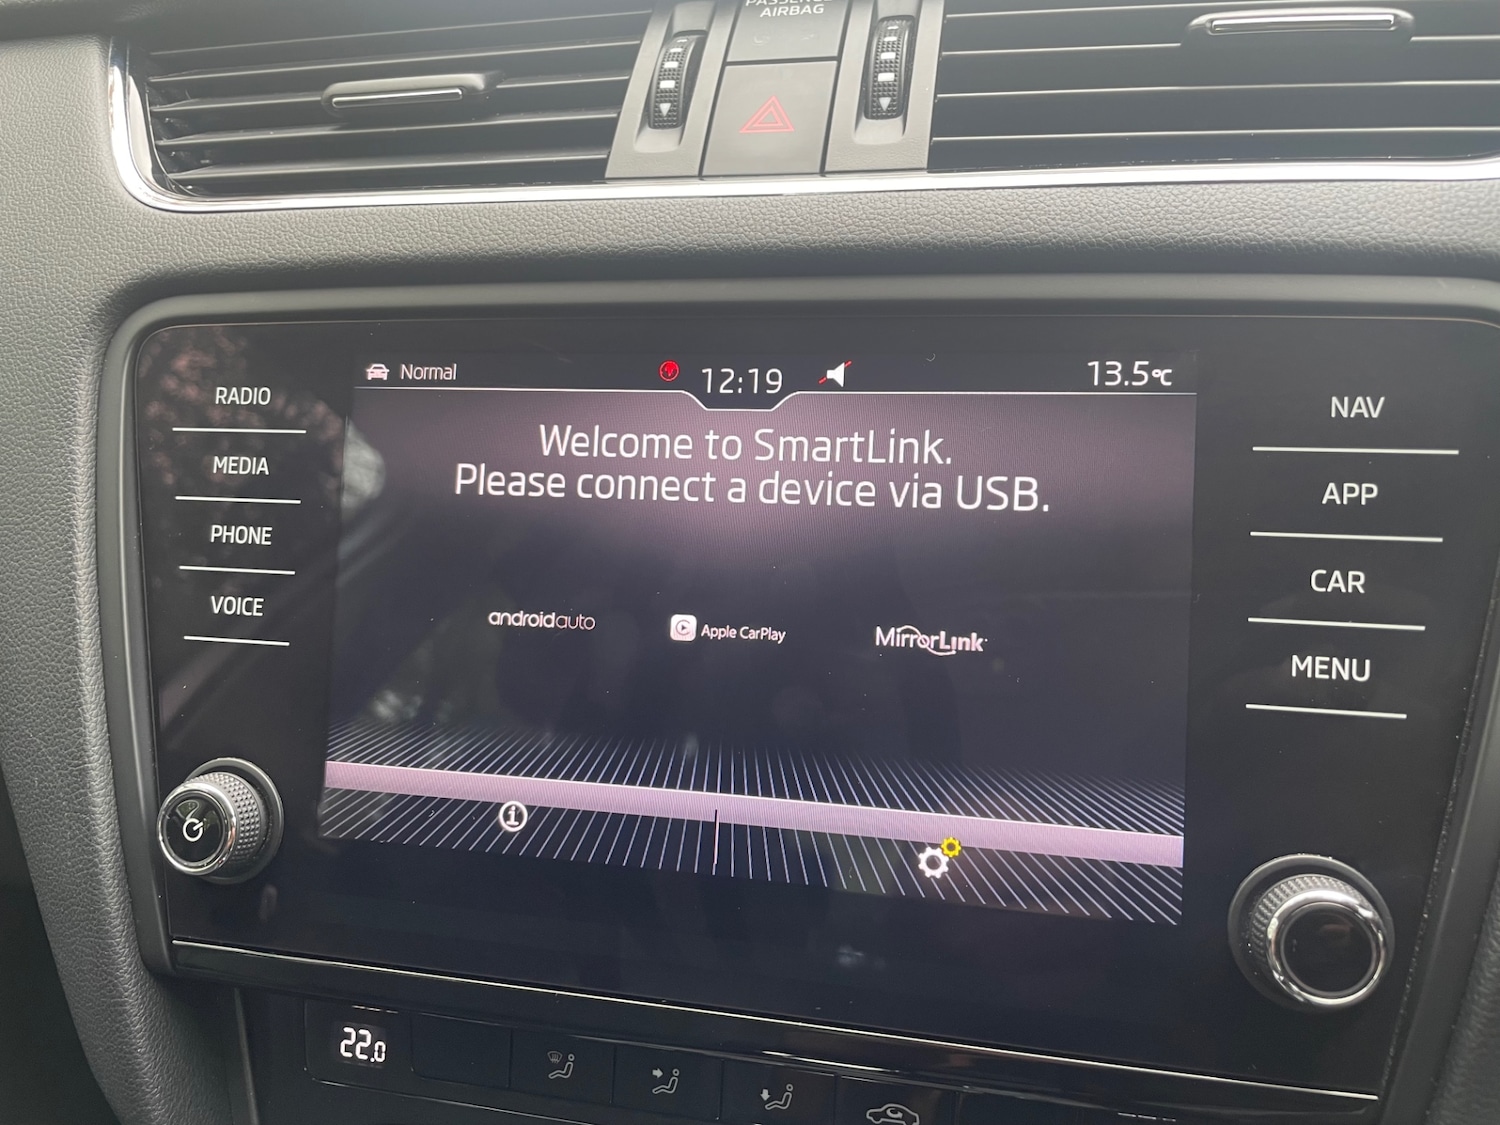 PASSENGER
AIRBAG
Normal
12:19
13.5°C
RADIO
MEDIA
PHONE
VOICE
Welcome to SmartLink.
Please connect a device via USB.
androidauto
Apple CarPlay
MirrorLink
NAV
APP
CAR
MENU
22.0